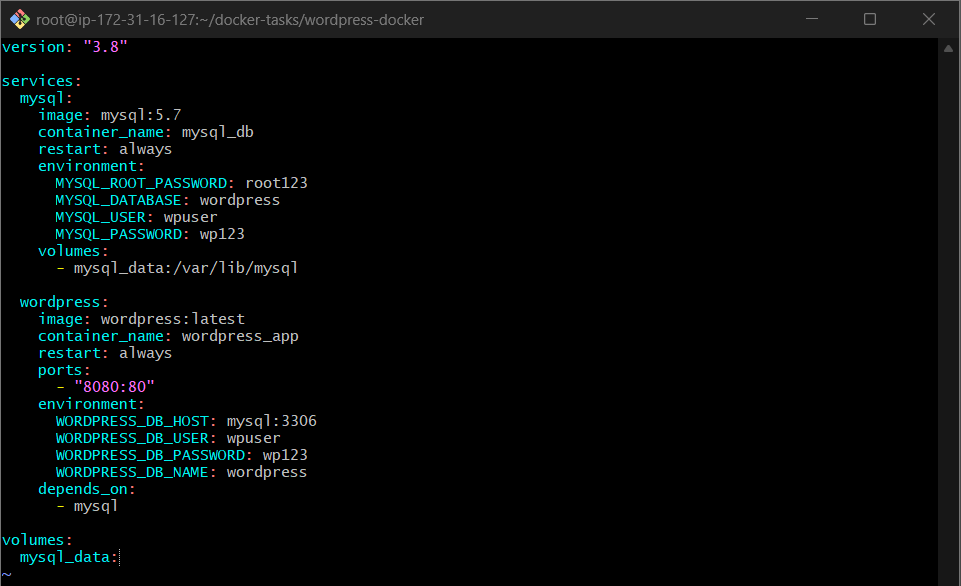 root@ip-172-31-16-127:~/docker-tasks/wordpress-docker
version: "3.8"
services:
  mysql:
    image: mysql:5.7
    container_name: mysql_db
    restart: always
    environment:
      MYSQL_ROOT_PASSWORD: root123
      MYSQL_DATABASE: wordpress
      MYSQL_USER: wpuser
      MYSQL_PASSWORD: wp123
    volumes:
      - mysql_data:/var/lib/mysql
  wordpress:
    image: wordpress:latest
    container_name: wordpress_app
    restart: always
    ports:
      - "8080:80"
    environment:
      WORDPRESS_DB_HOST: mysql:3306
      WORDPRESS_DB_USER: wpuser
      WORDPRESS_DB_PASSWORD: wp123
      WORDPRESS_DB_NAME: wordpress
    depends_on:
      - mysql
volumes:
  mysql_data:
~